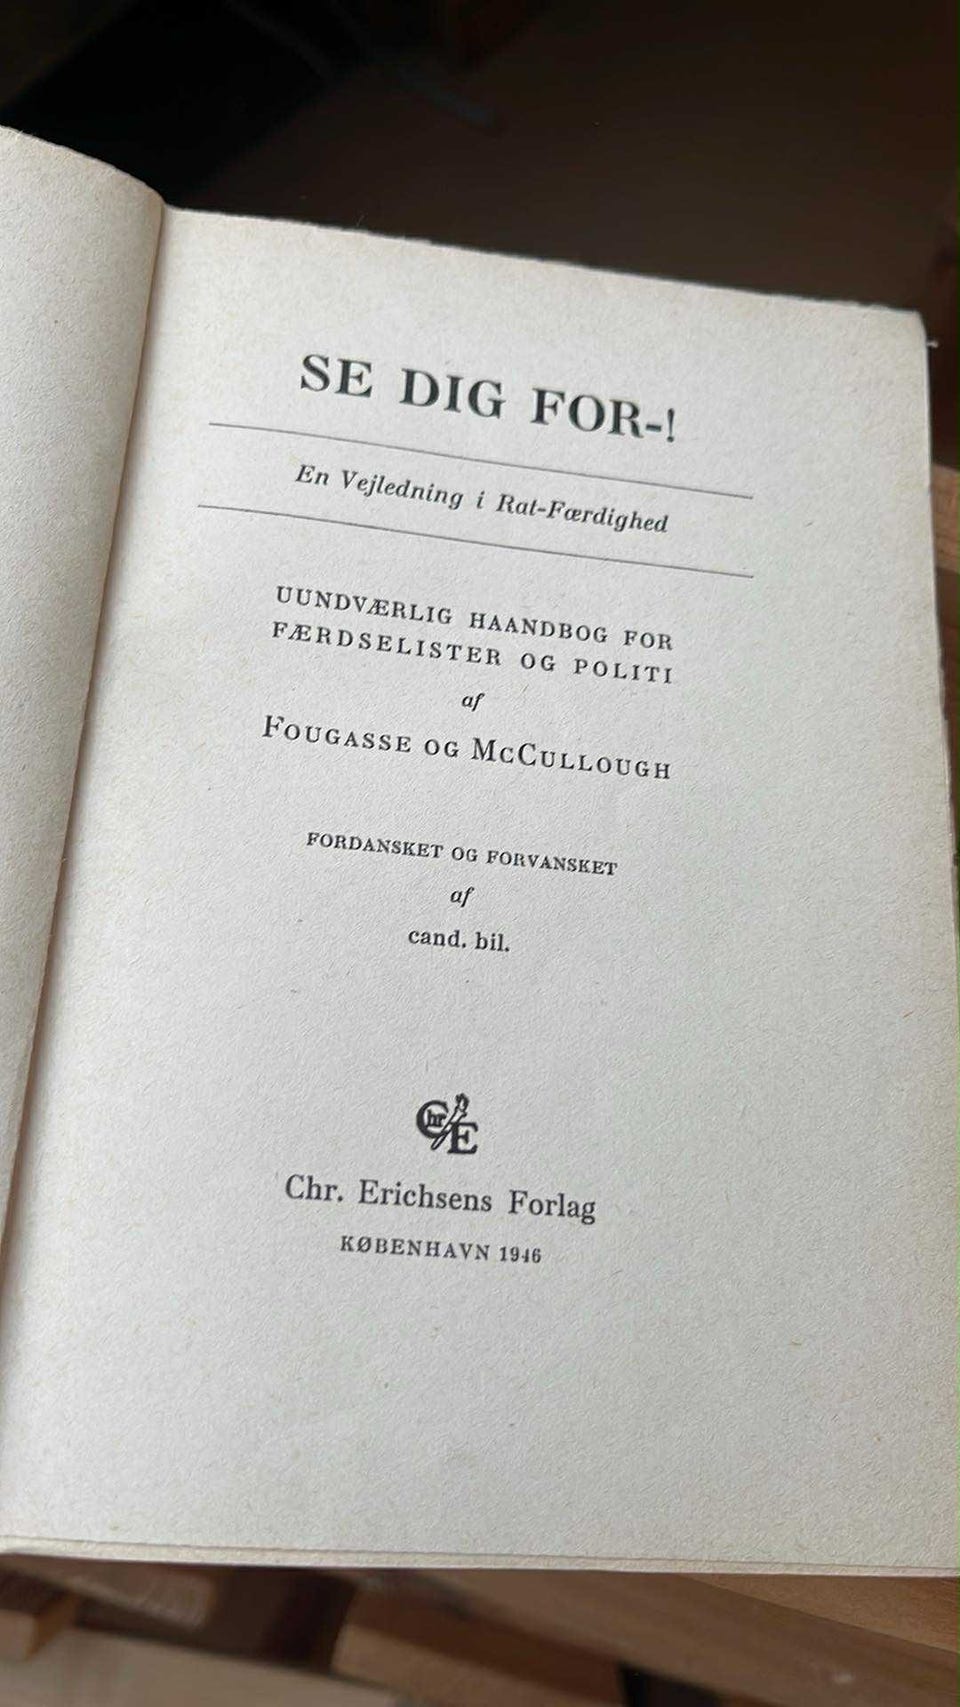 SE DIG FOR-!
En Vejledning i Rat-Færdighed
UUNDVÆRLIG HAANDBOG FOR
FÆRDSELISTER OG POLITI
af
FOUGASSE OG MCCULLOUGH
FORDANSKET OG FORVANSKET
af
cand. bil.
Chr E
Chr. Erichsens Forlag
KØBENHAVN 1946